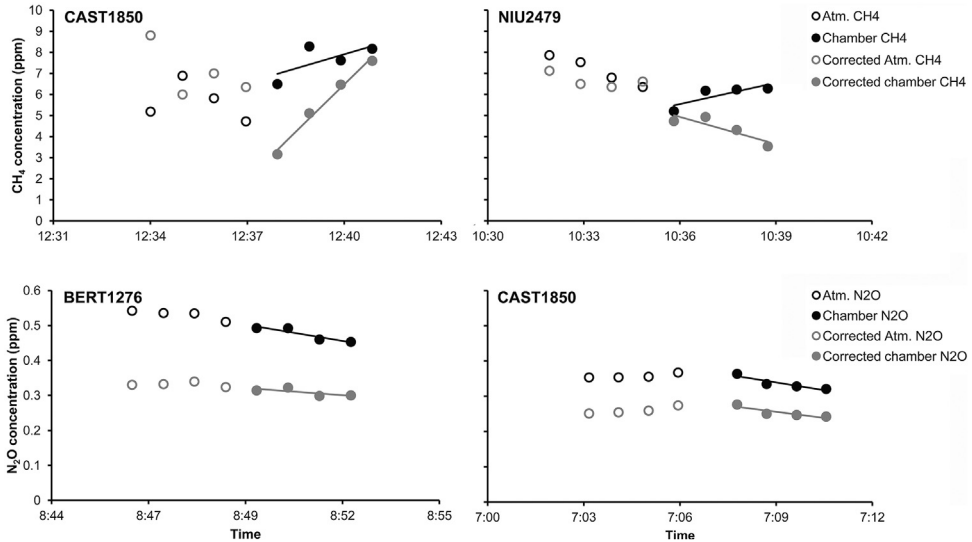 CAST1850
NIU2479
CH4 concentration (ppm)
10
9
8
7
6
5
4
3
2
1
0
12:31 12:34 12:37 12:40 12:43
10:30 10:33 10:36 10:39 10:42
Atm. CH4
Chamber CH4
Corrected Atm. CH4
Corrected chamber CH4
BERT1276
CAST1850
N2O concentration (ppm)
0.6
0.5
0.4
0.3
0.2
0.1
0
8:44 8:47 8:49 8:52 8:55
Time
7:00 7:03 7:06 7:09 7:12
Time
Atm. N2O
Chamber N2O
Corrected Atm. N2O
Corrected chamber N2O